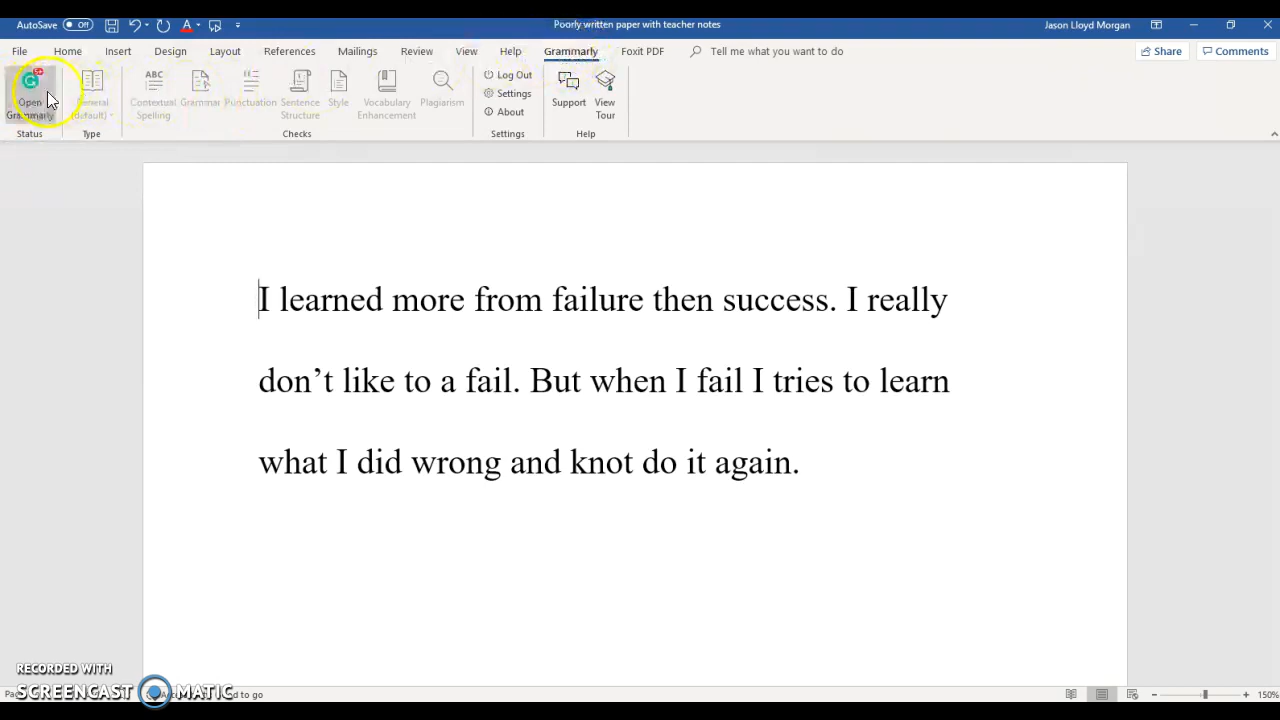 AutoSave Off
Poorly written paper with teacher notes
Jason Lloyd Morgan
File Home Insert Design Layout References Mailings Review View Help Grammarly Foxit PDF Tell me what you want to do Share Comments
Open Grammarly
General (default)
ABC
Contextual Spelling
Grammar
Punctuation
Sentence Structure
Style
Vocabulary Enhancement
Plagiarism
Log Out
Settings
About
Support
View Tour
Status Type Checks Settings Help
I learned more from failure then success. I really
don’t like to a fail. But when I fail I tries to learn
what I did wrong and knot do it again.
RECORDED WITH
SCREENCAST MATIC
d to go
150%